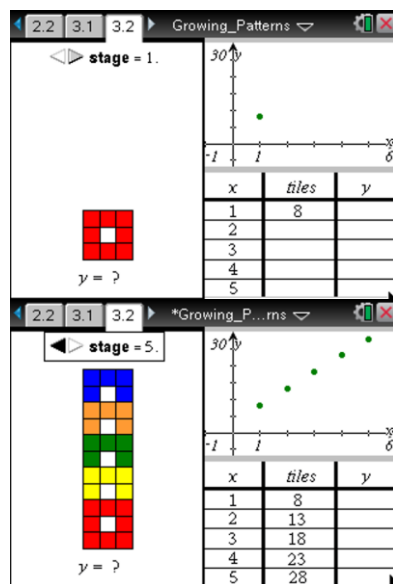 2.2 3.1 3.2 Growing_Patterns
stage = 1.
y = ?
30 y
x
-1 1 6
x tiles y
1 8
2
3
4
5
2.2 3.1 3.2 *Growing_P...rns
stage = 5.
y = ?
30 y
x
-1 1 6
x tiles y
1 8
2 13
3 18
4 23
5 28